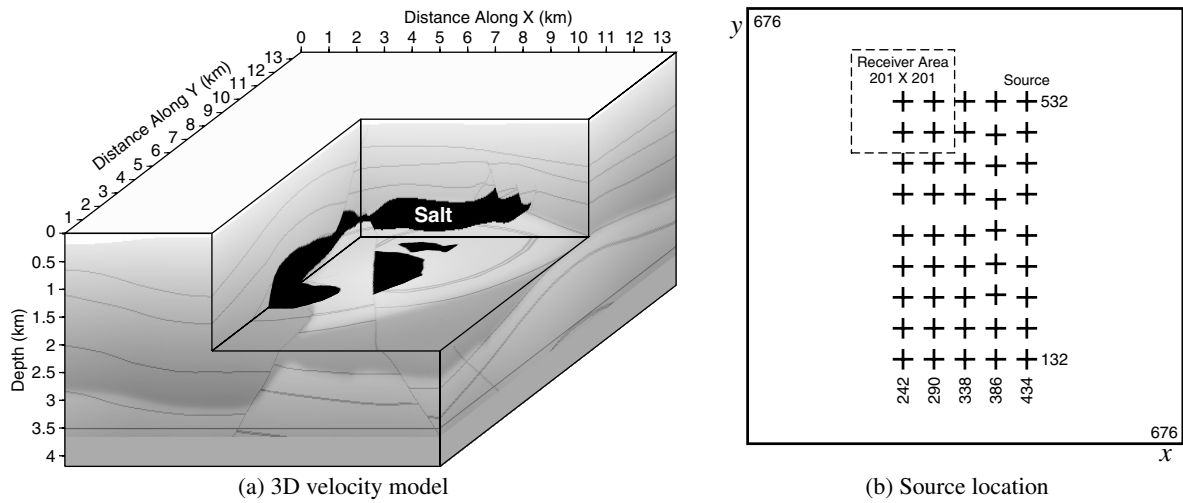 Distance Along X (km)
0 1 2 3 4 5 6 7 8 9 10 11 12 13
Distance Along Y (km)
13
12
11
10
9
8
7
6
5
4
3
2
1
Depth (km)
0
0.5
1
1.5
2
2.5
3
3.5
4
Salt
(a) 3D velocity model
y
676
Receiver Area
201 X 201
Source
532
132
242 290 338 386 434
676
x
(b) Source location